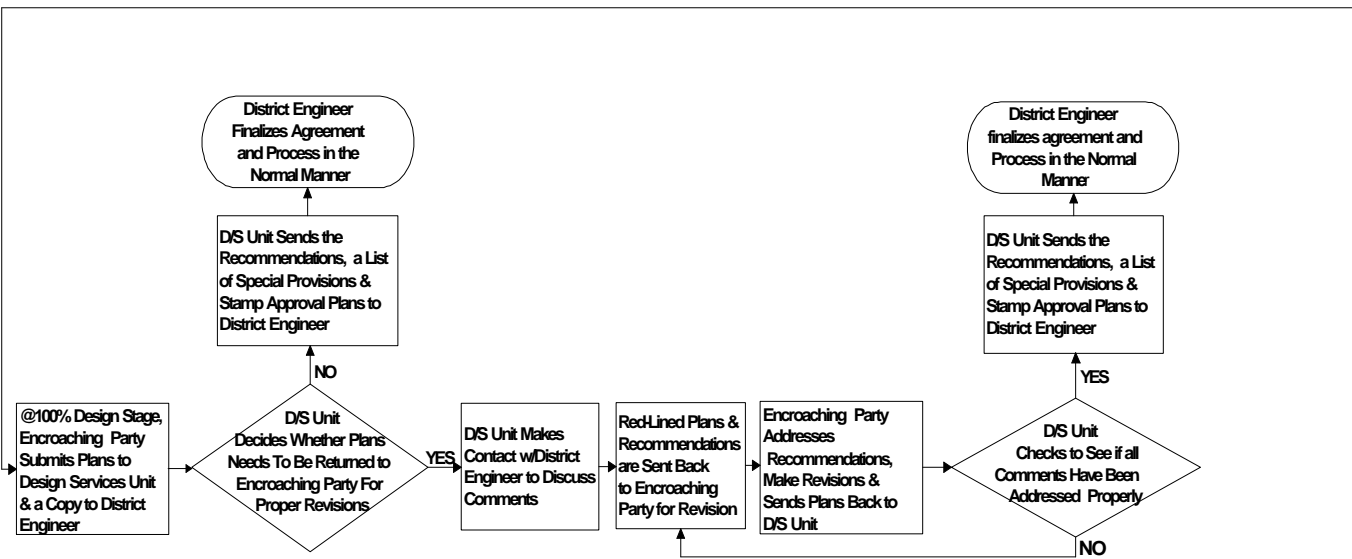 District Engineer
Finalizes Agreement
and Process in the
Normal Manner
District Engineer
finalizes agreement and
Process in the Normal
Manner
D/S Unit Sends the
Recommendations, a List
of Special Provisions &
Stamp Approval Plans to
District Engineer
D/S Unit Sends the
Recommendations, a List
of Special Provisions &
Stamp Approval Plans to
District Engineer
NO
YES
@100% Design Stage,
Encroaching Party
Submits Plans to
Design Services Unit
& a Copy to District
Engineer
D/S Unit
Decides Whether Plans
Needs To Be Returned to
Encroaching Party For
Proper Revisions
YES
D/S Unit Makes
Contact w/District
Engineer to Discuss
Comments
Red-Lined Plans &
Recommendations
are Sent Back
to Encroaching
Party for Revision
Encroaching Party
Addresses
Recommendations,
Make Revisions &
Sends Plans Back to
D/S Unit
D/S Unit
Checks to See if all
Comments Have Been
Addressed Properly
NO